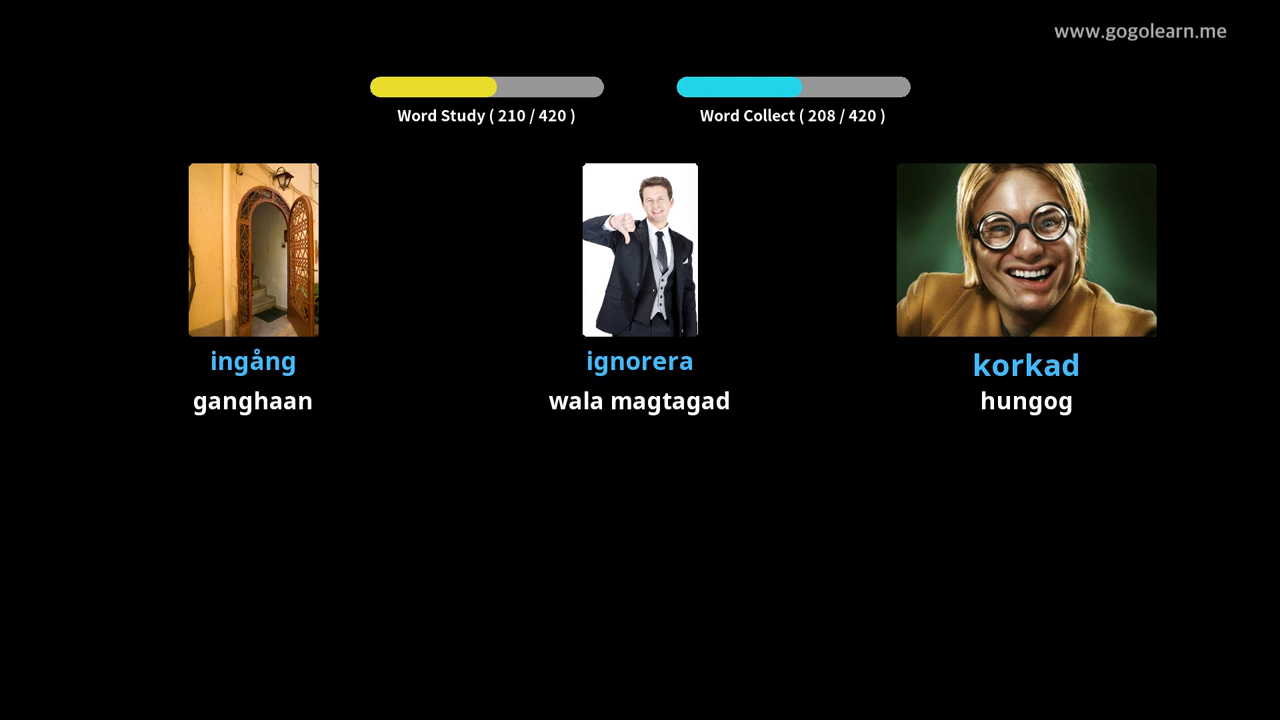 www.gogolearn.me
Word Study ( 210 / 420 )
Word Collect ( 208 / 420 )
ingång
ignorera
korkad
ganghaan
wala magtagad
hungog